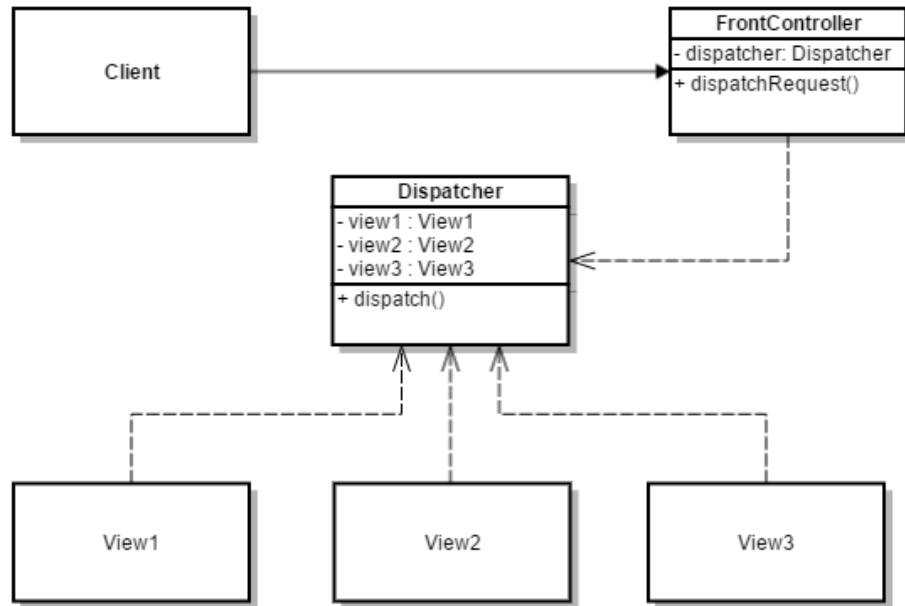 Client
FrontController
- dispatcher: Dispatcher
+ dispatchRequest()
Dispatcher
- view1 : View1
- view2 : View2
- view3 : View3
+ dispatch()
View1
View2
View3